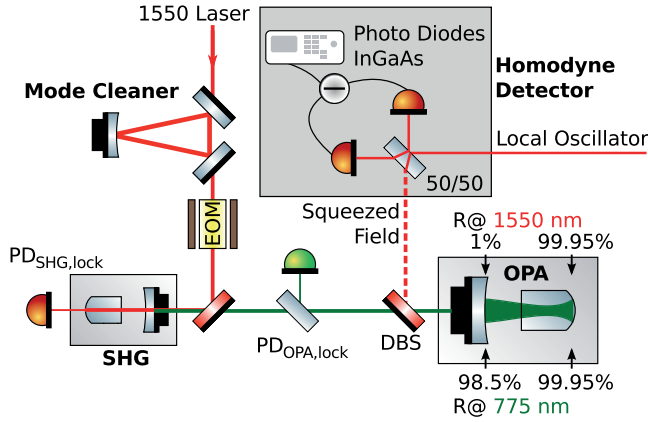 1550 Laser
Photo Diodes
InGaAs
Homodyne
Detector
Mode Cleaner
Local Oscillator
50/50
EOM
Squeezed
Field
R@ 1550 nm
1% 99.95%
OPA
PD_SHG,lock
SHG
PD_OPA,lock
DBS
98.5% 99.95%
R@ 775 nm